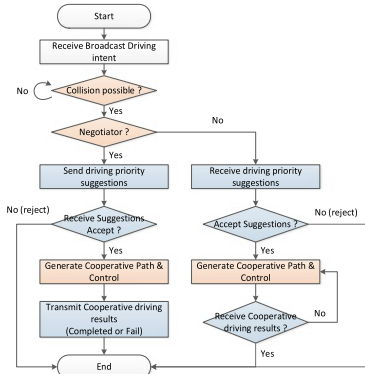 Start
Receive Broadcast Driving
intent
No
Collision possible ?
Yes
Negotiator ?
No
Yes
Send driving priority
suggestions
Receive driving priority
suggestions
No (reject)
Receive Suggestions
Accept ?
Accept Suggestions ?
No (reject)
Yes
Yes
Generate Cooperative Path &
Control
Generate Cooperative Path &
Control
Transmit Cooperative driving
results
(Completed or Fail)
Receive Cooperative
driving results ?
No
Yes
End